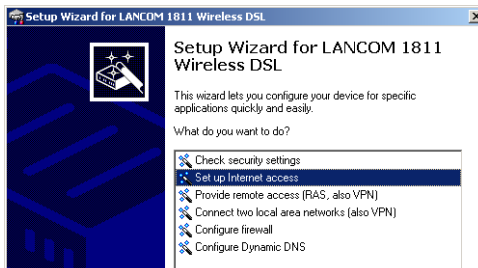 Setup Wizard for LANCOM 1811 Wireless DSL
Setup Wizard for LANCOM 1811
Wireless DSL
This wizard lets you configure your device for specific
applications quickly and easily.
What do you want to do?
Check security settings
Set up Internet access
Provide remote access (RAS, also VPN)
Connect two local area networks (also VPN)
Configure firewall
Configure Dynamic DNS